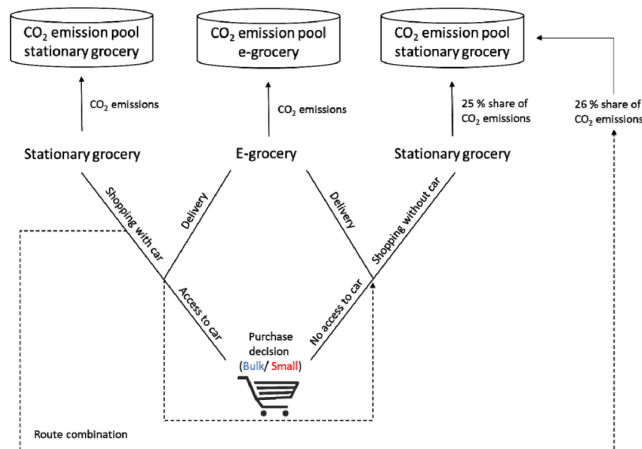 CO₂ emission pool
stationary grocery
CO₂ emission pool
e-grocery
CO₂ emission pool
stationary grocery
CO₂ emissions
CO₂ emissions
25 % share of
CO₂ emissions
26 % share of
CO₂ emissions
Stationary grocery
E-grocery
Stationary grocery
Shopping with car
Delivery
Delivery
Shopping without car
Access to car
No access to car
Purchase
decision
(Bulk/ Small)
Route combination